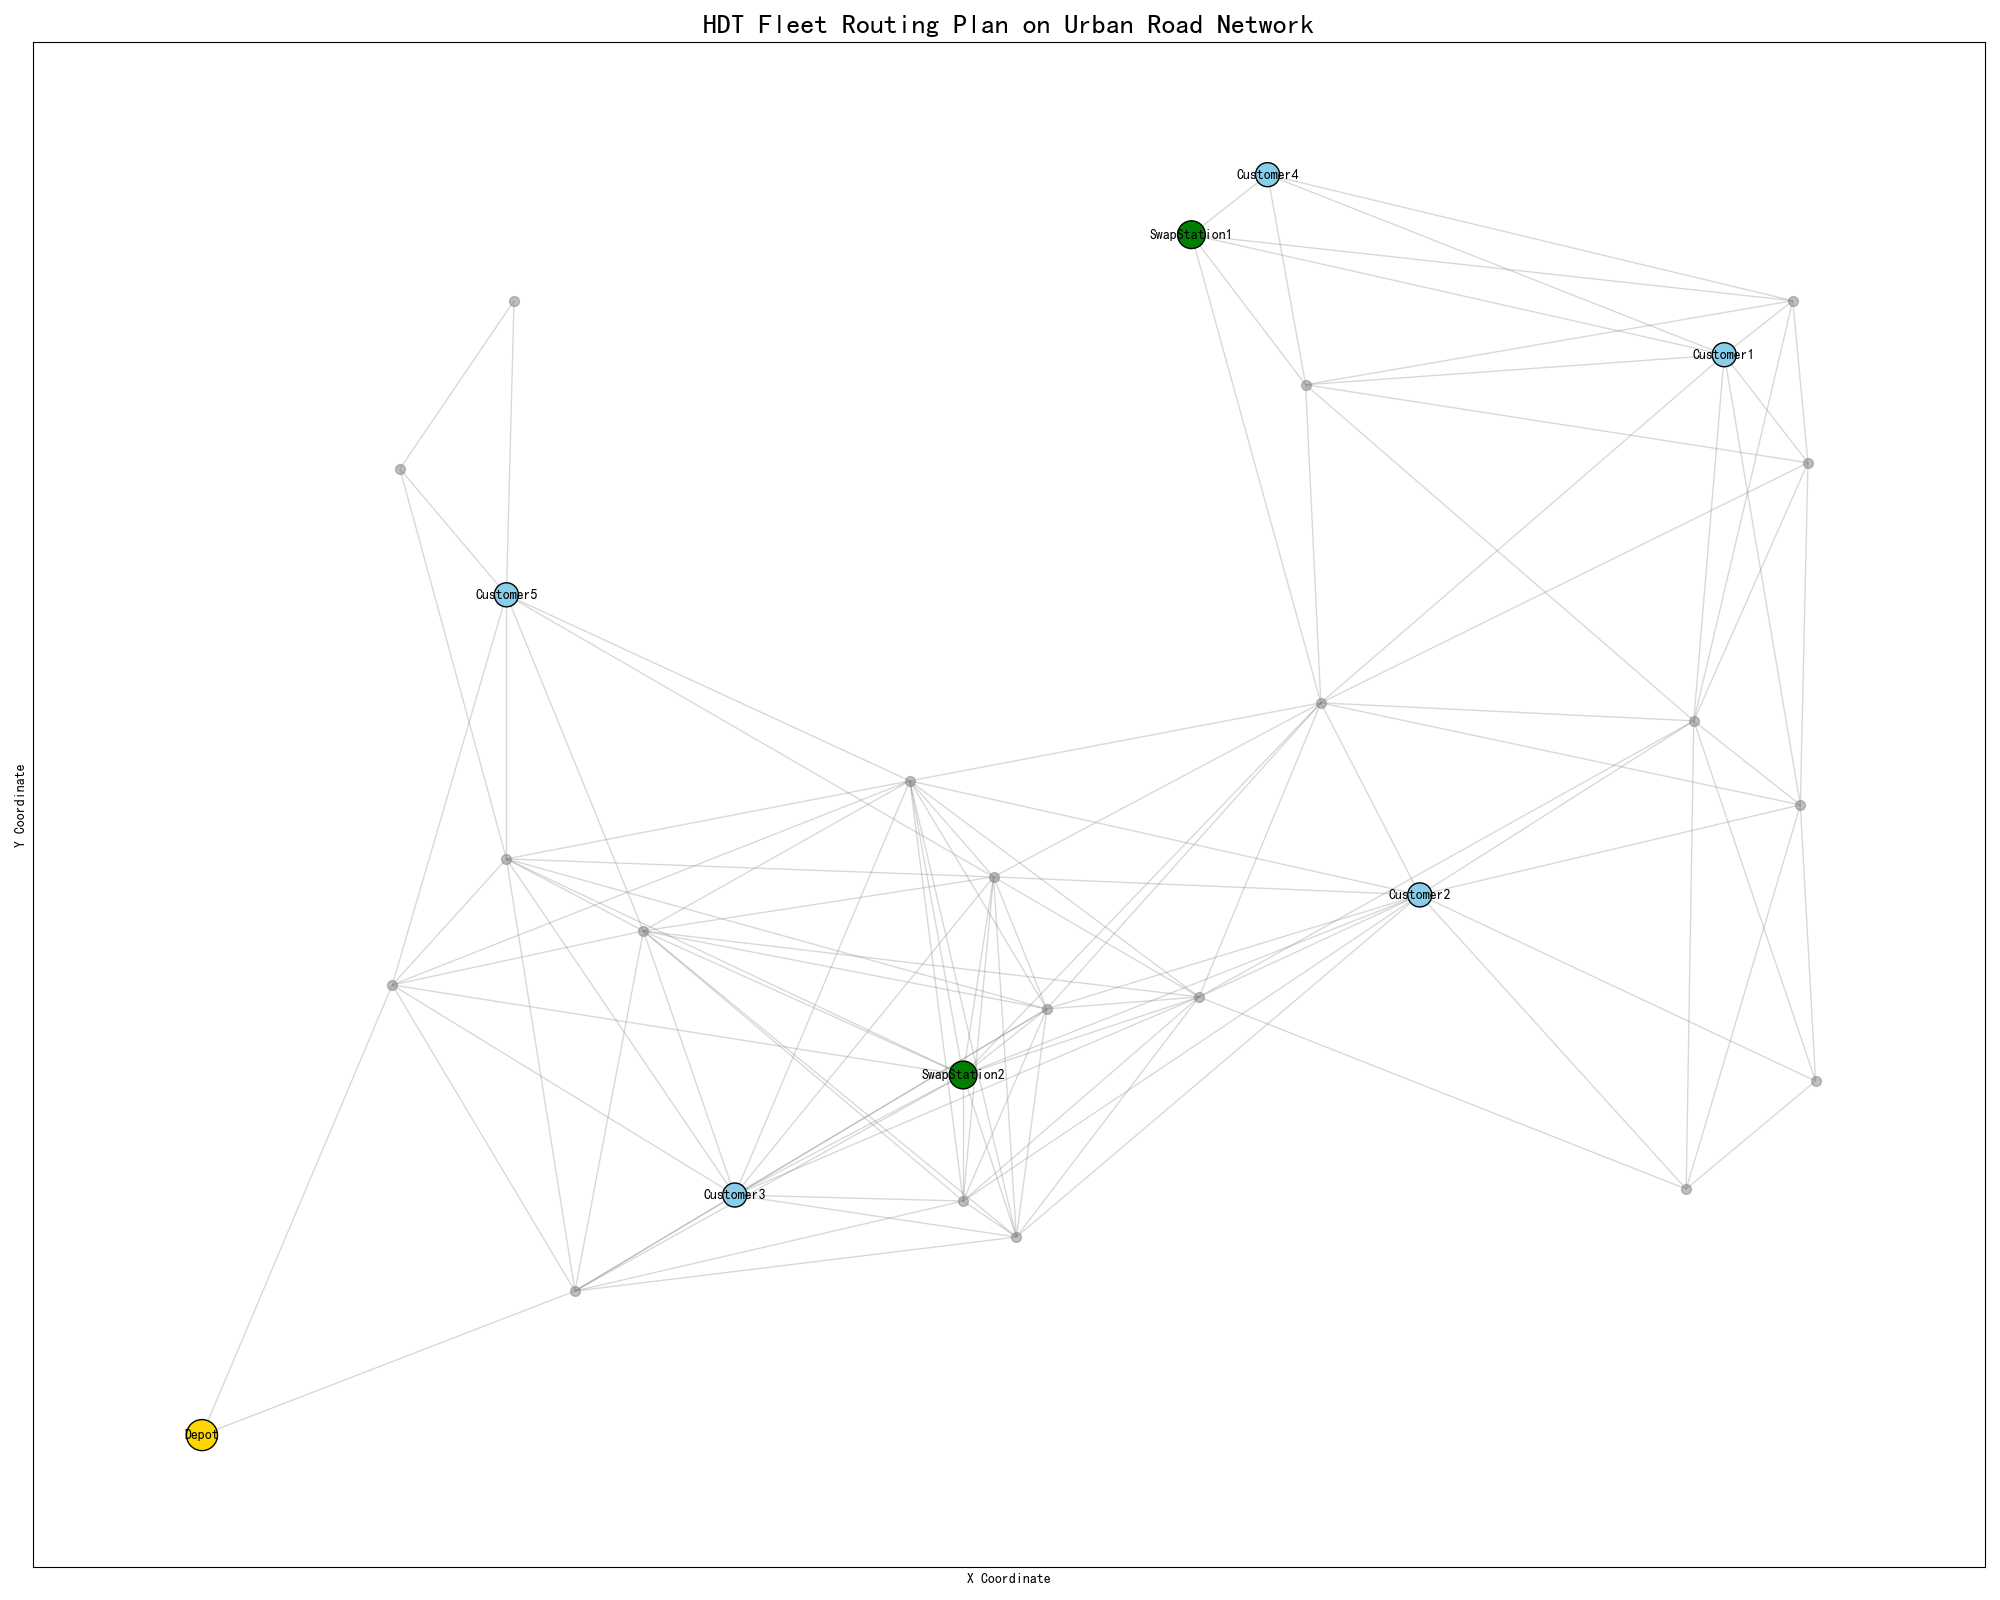 HDT Fleet Routing Plan on Urban Road Network
Customer4
SwapStation1
Customer1
Customer5
Y Coordinate
Customer2
SwapStation2
Customer3
Depot
X Coordinate